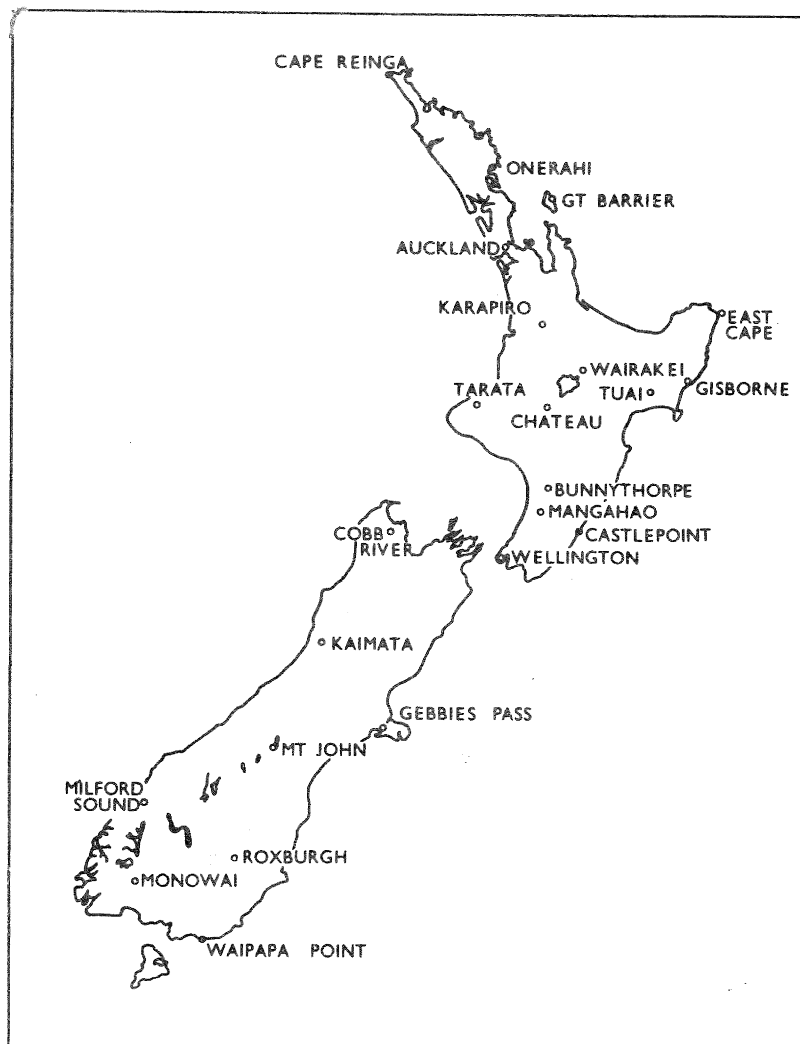 CAPE REINGA
ONERAHI
GT BARRIER
AUCKLAND
KARAPIRO
EAST
CAPE
WAIRAKEI
TARATA
TUAI
GISBORNE
CHATEAU
BUNNYTHORPE
MANGAHAO
COBB
RIVER
CASTLEPOINT
WELLINGTON
KAIMATA
GEBBIES PASS
MT JOHN
MILFORD
SOUND
ROXBURGH
MONOWAI
WAIPAPA POINT